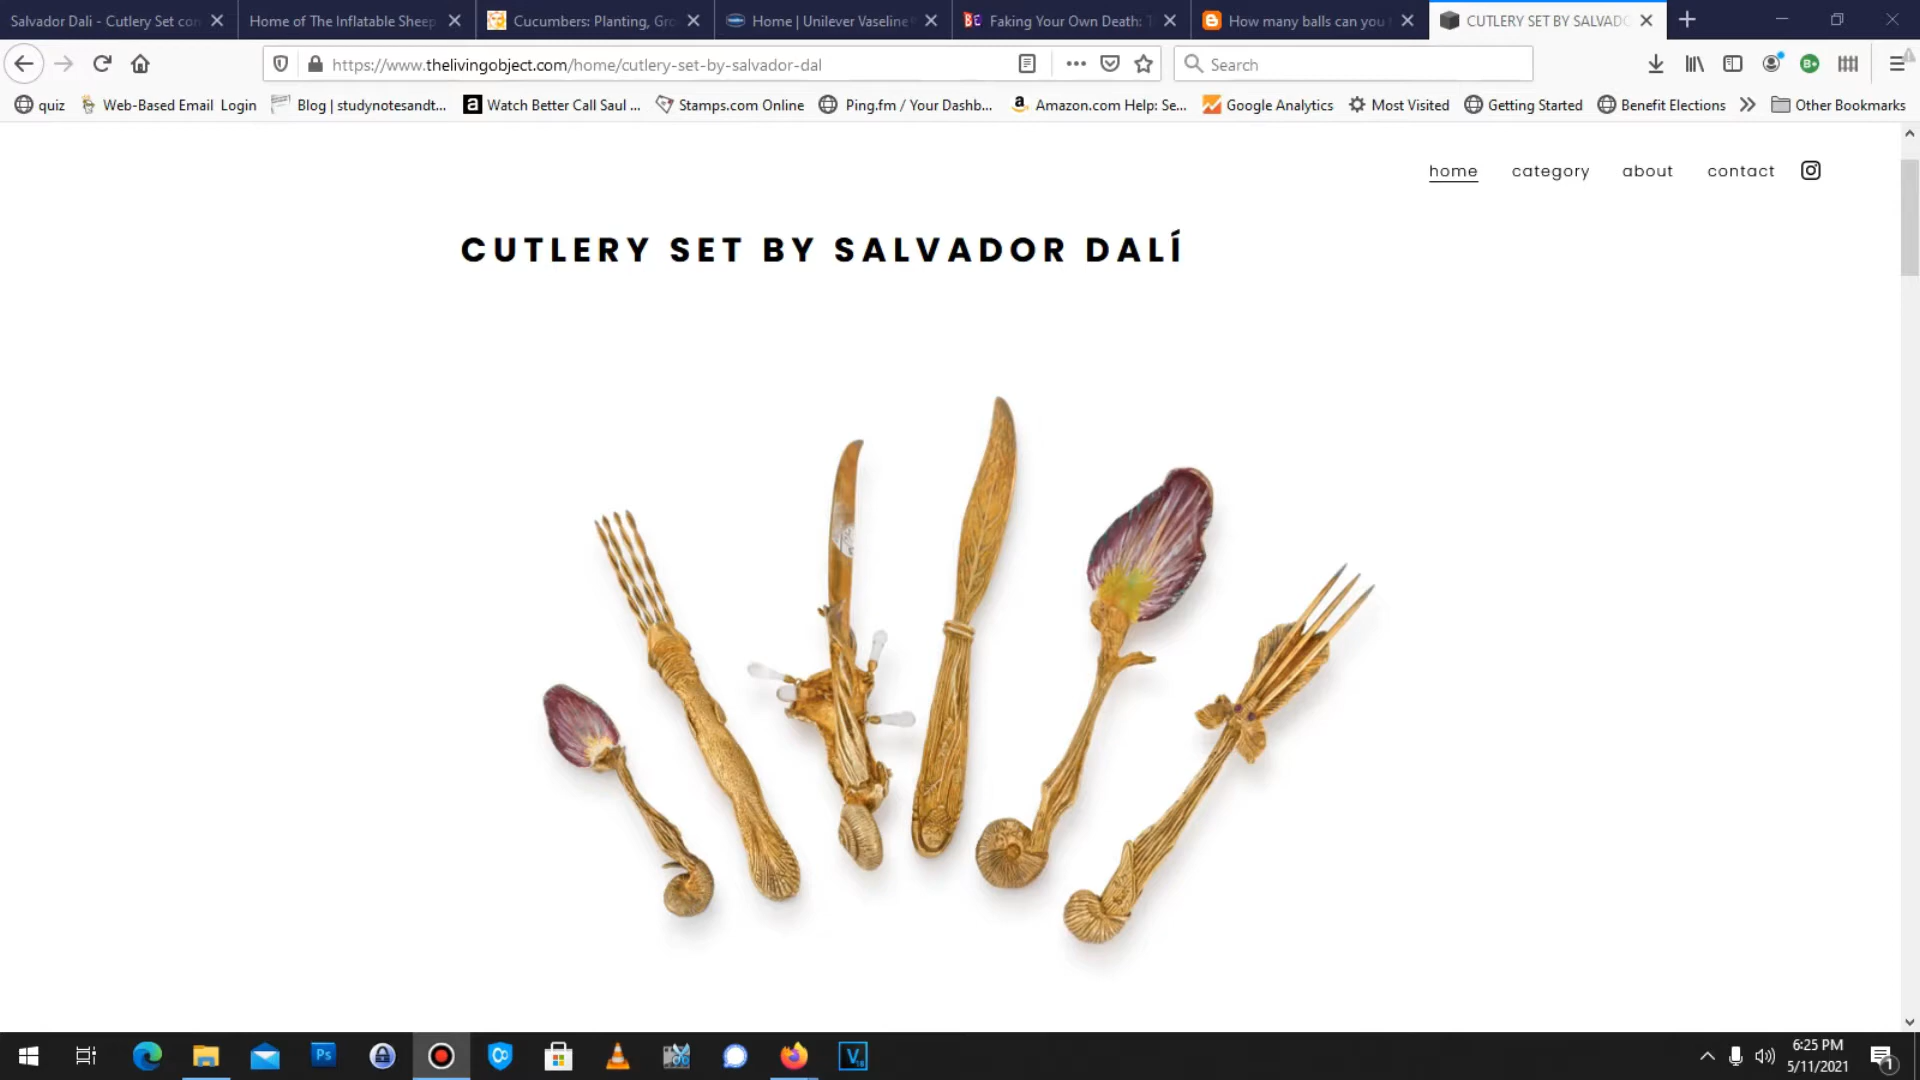 Salvador Dali - Cutlery Set con
Home of The Inflatable Sheep
Cucumbers: Planting, Gro
Home | Unilever Vaseline®
Faking Your Own Death: T
How many balls can you f
CUTLERY SET BY SALVADO
https://www.thelivingobject.com/home/cutlery-set-by-salvador-dal
Search
quiz
Web-Based Email Login
Blog | studynotesandt...
Watch Better Call Saul ...
Stamps.com Online
Ping.fm / Your Dashb...
Amazon.com Help: Se...
Google Analytics
Most Visited
Getting Started
Benefit Elections
Other Bookmarks
home
category
about
contact
CUTLERY SET BY SALVADOR DALÍ
Ps
6:25 PM
5/11/2021
1